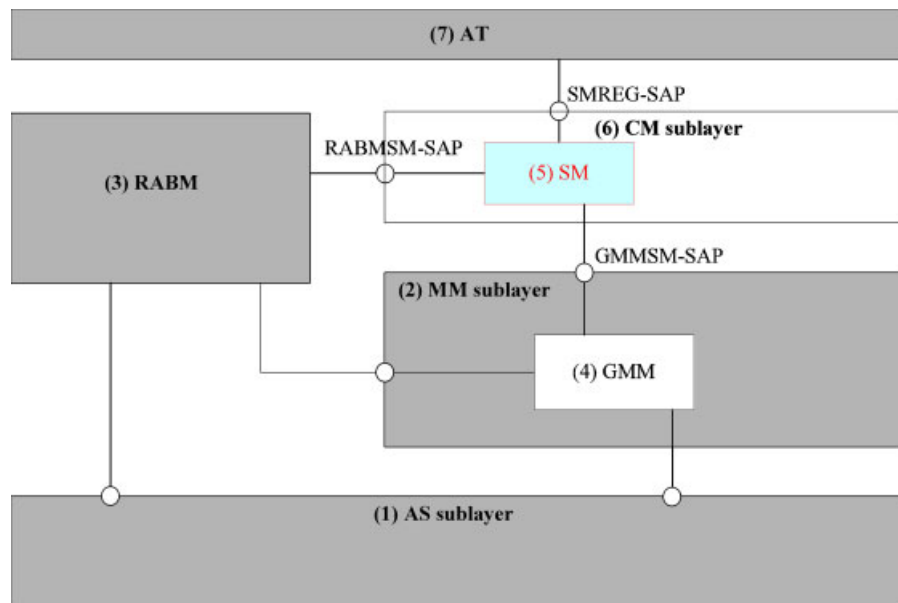 (7) AT
SMREG-SAP
(6) CM sublayer
RABMSM-SAP
(3) RABM
(5) SM
GMMSM-SAP
(2) MM sublayer
(4) GMM
(1) AS sublayer